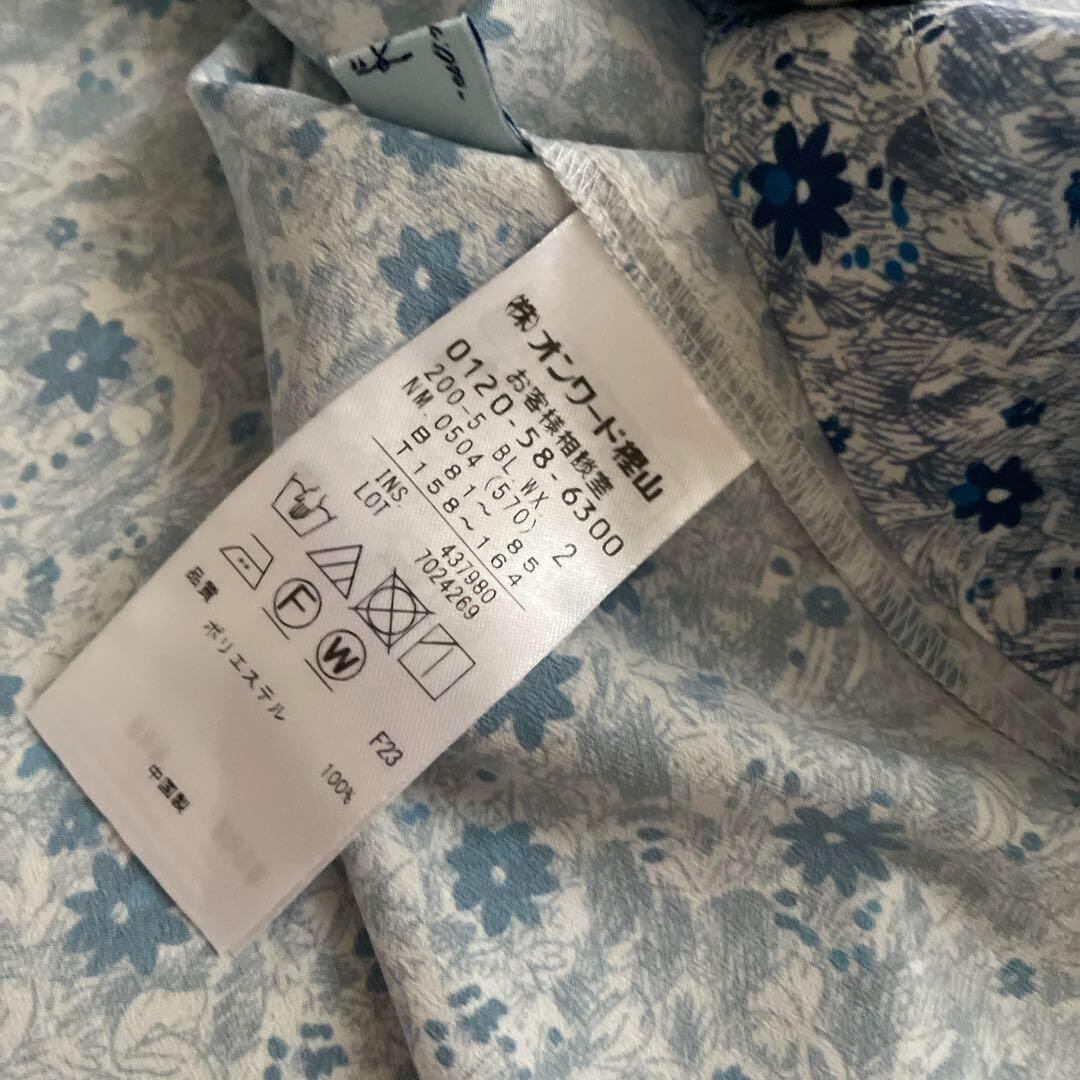 (株)オンワード樫山
お客様相談室
0120-58-6300
200-5 BL WX 2
NM. 0504 (570)
B 81~85
T 158~164
INS. 437980
LOT 7024269
F
W
F23
品質 ポリエステル 100%
中国製